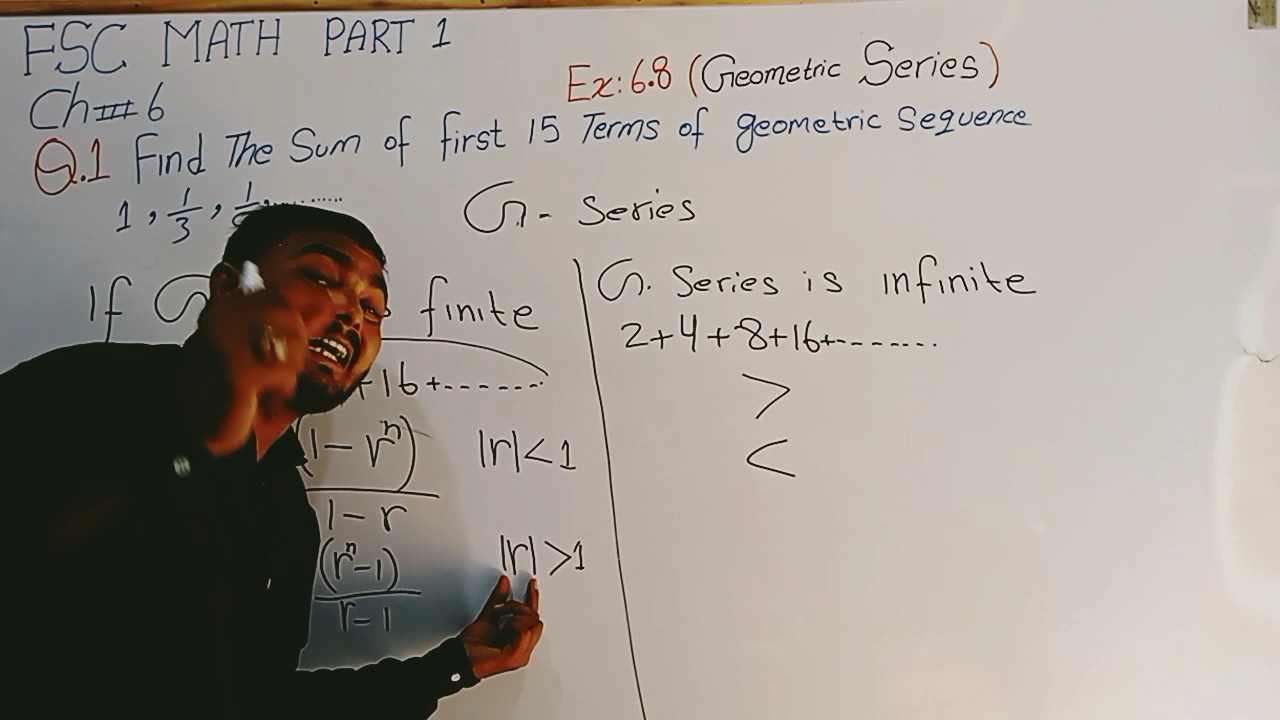 FSC MATH PART 1
Ch # 6
Ex: 6.8 (Geometric Series)
Q.1 Find The Sum of first 15 Terms of geometric Sequence
1, 1/3, 1/ ........
G.- Series
If G finite
+16+-------
(1-rⁿ) / 1-r |r|<1
(rⁿ-1) / r-1 |r|>1
G. Series is infinite
2+4+8+16+-------
>
<